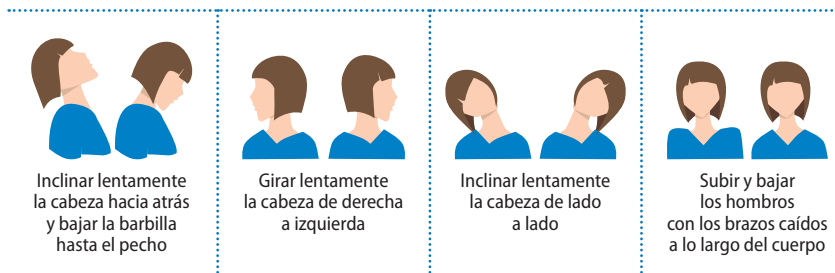 Inclinar lentamente
la cabeza hacia atrás
y bajar la barbilla
hasta el pecho
Girar lentamente
la cabeza de derecha
a izquierda
Inclinar lentamente
la cabeza de lado
a lado
Subir y bajar
los hombros
con los brazos caídos
a lo largo del cuerpo